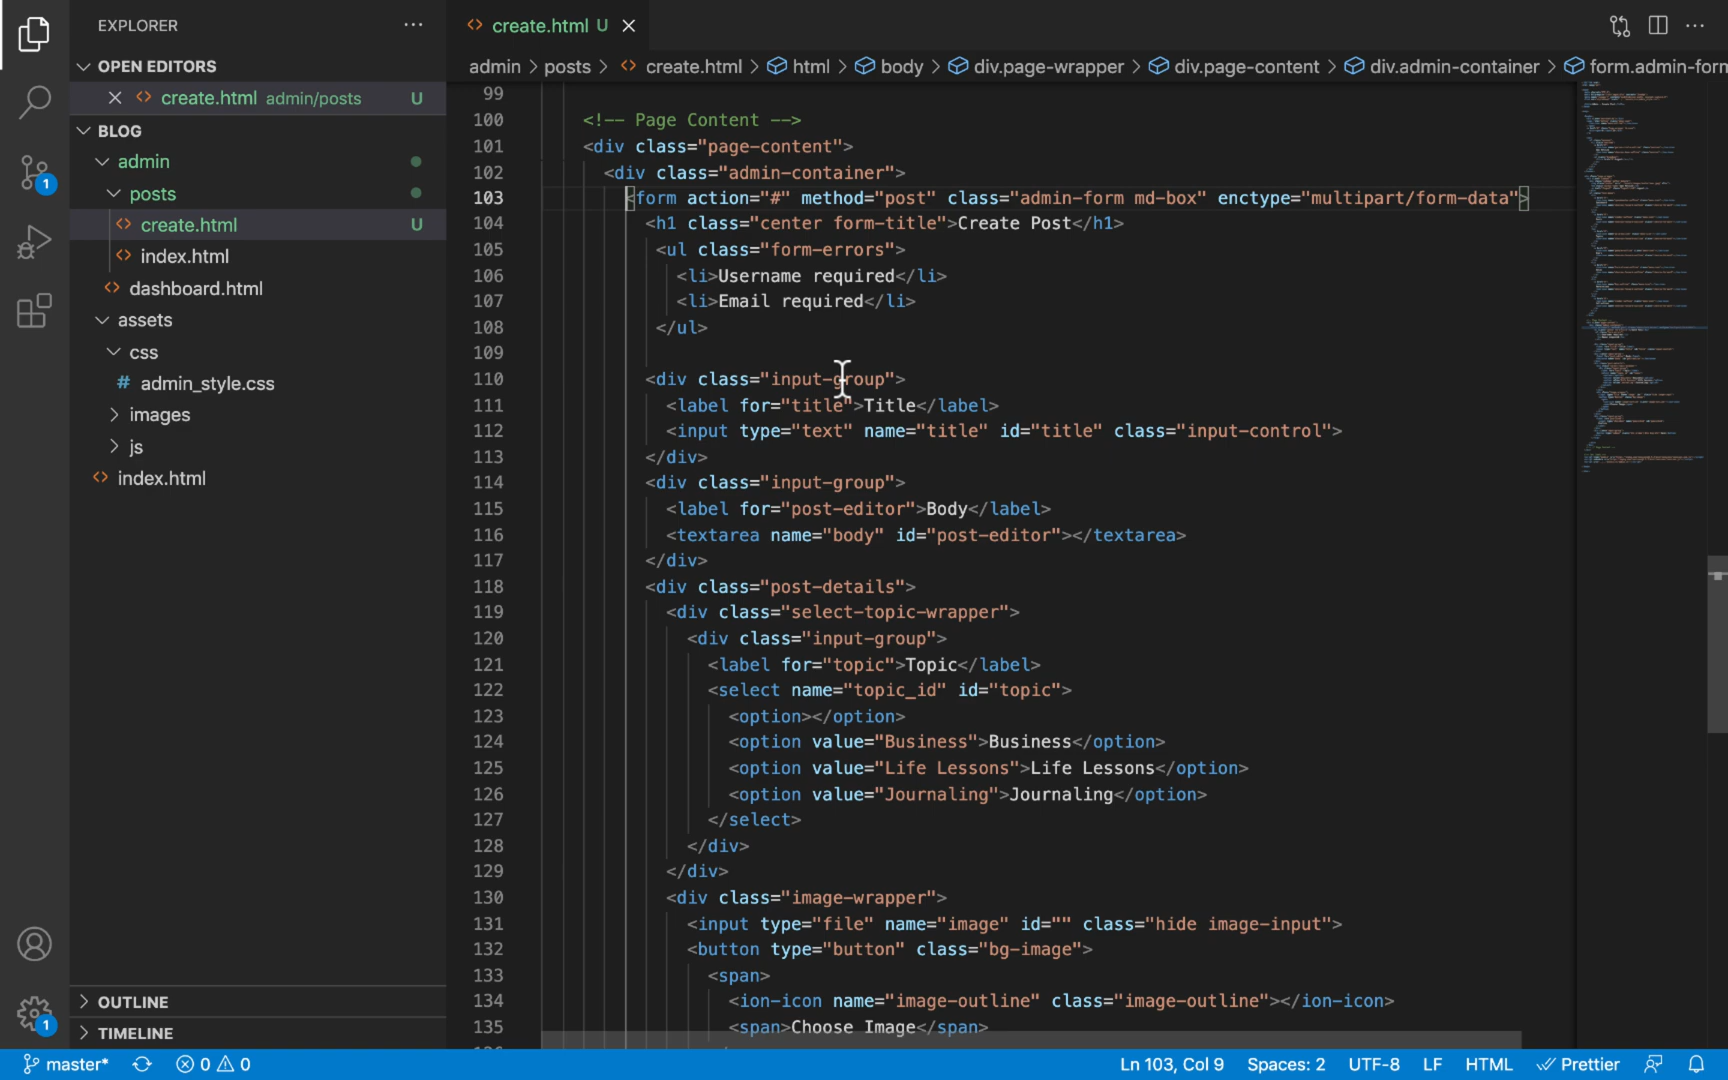 EXPLORER
create.html U
OPEN EDITORS
create.html admin/posts U
BLOG
admin
posts
create.html U
index.html
dashboard.html
assets
css
# admin_style.css
images
js
index.html
OUTLINE
TIMELINE
1
1
admin > posts > create.html > html > body > div.page-wrapper > div.page-content > div.admin-container > form.admin-form
99
100 <!-- Page Content -->
101 <div class="page-content">
102 <div class="admin-container">
103 <form action="#" method="post" class="admin-form md-box" enctype="multipart/form-data">
104 <h1 class="center form-title">Create Post</h1>
105 <ul class="form-errors">
106 <li>Username required</li>
107 <li>Email required</li>
108 </ul>
109
110 <div class="input-group">
111 <label for="title">Title</label>
112 <input type="text" name="title" id="title" class="input-control">
113 </div>
114 <div class="input-group">
115 <label for="post-editor">Body</label>
116 <textarea name="body" id="post-editor"></textarea>
117 </div>
118 <div class="post-details">
119 <div class="select-topic-wrapper">
120 <div class="input-group">
121 <label for="topic">Topic</label>
122 <select name="topic_id" id="topic">
123 <option></option>
124 <option value="Business">Business</option>
125 <option value="Life Lessons">Life Lessons</option>
126 <option value="Journaling">Journaling</option>
127 </select>
128 </div>
129 </div>
130 <div class="image-wrapper">
131 <input type="file" name="image" id="" class="hide image-input">
132 <button type="button" class="bg-image">
133 <span>
134 <ion-icon name="image-outline" class="image-outline"></ion-icon>
135 <span>Choose Image</span>
master* 0 0 Ln 103, Col 9 Spaces: 2 UTF-8 LF HTML Prettier